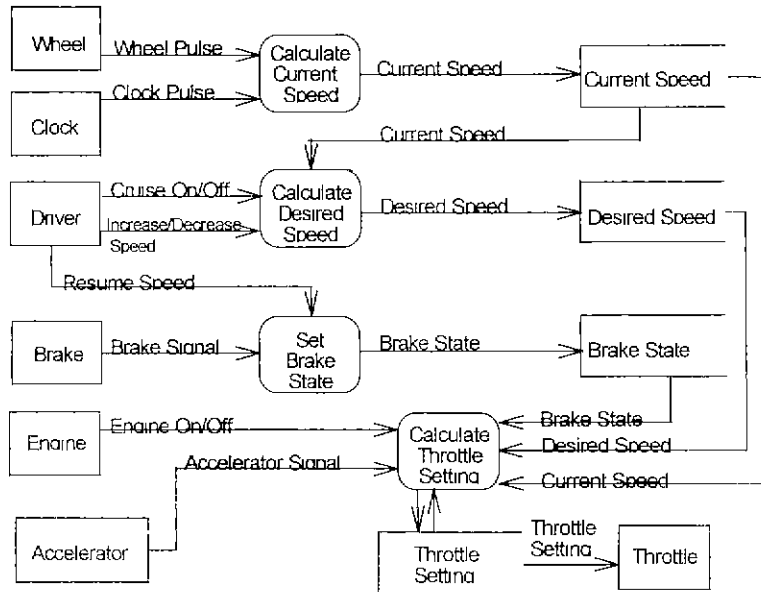 Wheel
Wheel Pulse
Calculate
Current
Speed
Current Speed
Current Speed
Clock
Clock Pulse
Current Speed
Driver
Cruise On/Off
Increase/Decrease
Speed
Calculate
Desired
Speed
Desired Speed
Desired Speed
Resume Speed
Brake
Brake Signal
Set
Brake
State
Brake State
Brake State
Engine
Engine On/Off
Calculate
Throttle
Setting
Brake State
Desired Speed
Accelerator Signal
Current Speed
Accelerator
Throttle
Setting
Throttle
Setting
Throttle